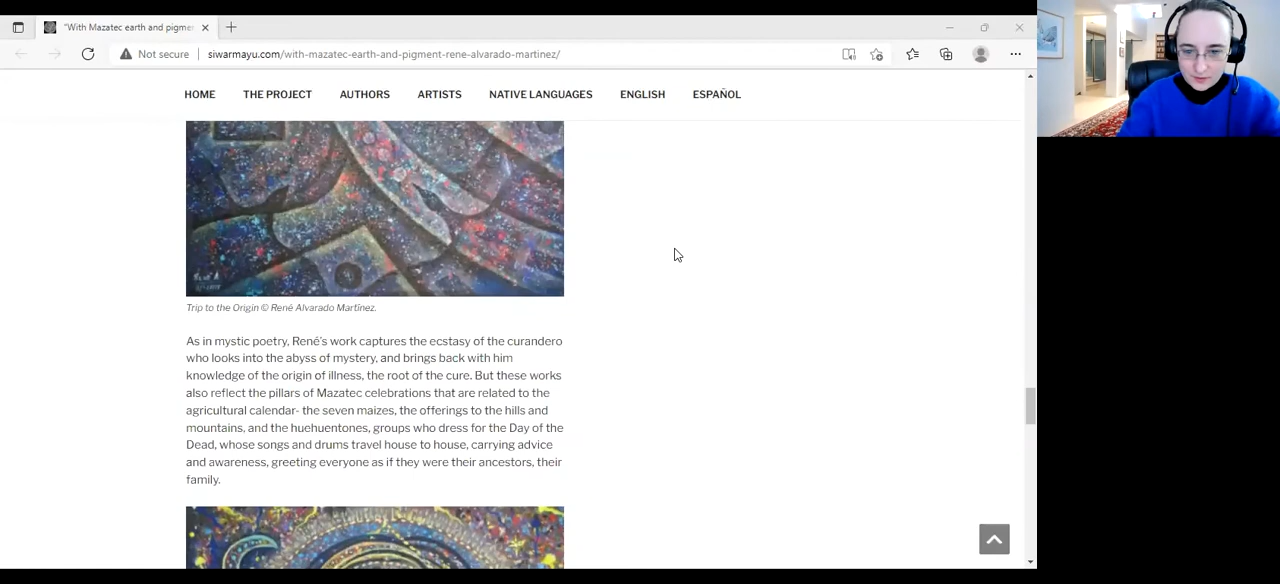 "With Mazatec earth and pigme
Not secure
siwarmayu.com/with-mazatec-earth-and-pigment-rene-alvarado-martinez/
HOME THE PROJECT AUTHORS ARTISTS NATIVE LANGUAGES ENGLISH ESPAÑOL
Trip to the Origin © René Alvarado Martínez.
As in mystic poetry, René's work captures the ecstasy of the curandero
who looks into the abyss of mystery, and brings back with him
knowledge of the origin of illness, the root of the cure. But these works
also reflect the pillars of Mazatec celebrations that are related to the
agricultural calendar- the seven maizes, the offerings to the hills and
mountains, and the huehuentones, groups who dress for the Day of the
Dead, whose songs and drums travel house to house, carrying advice
and awareness, greeting everyone as if they were their ancestors, their
family.